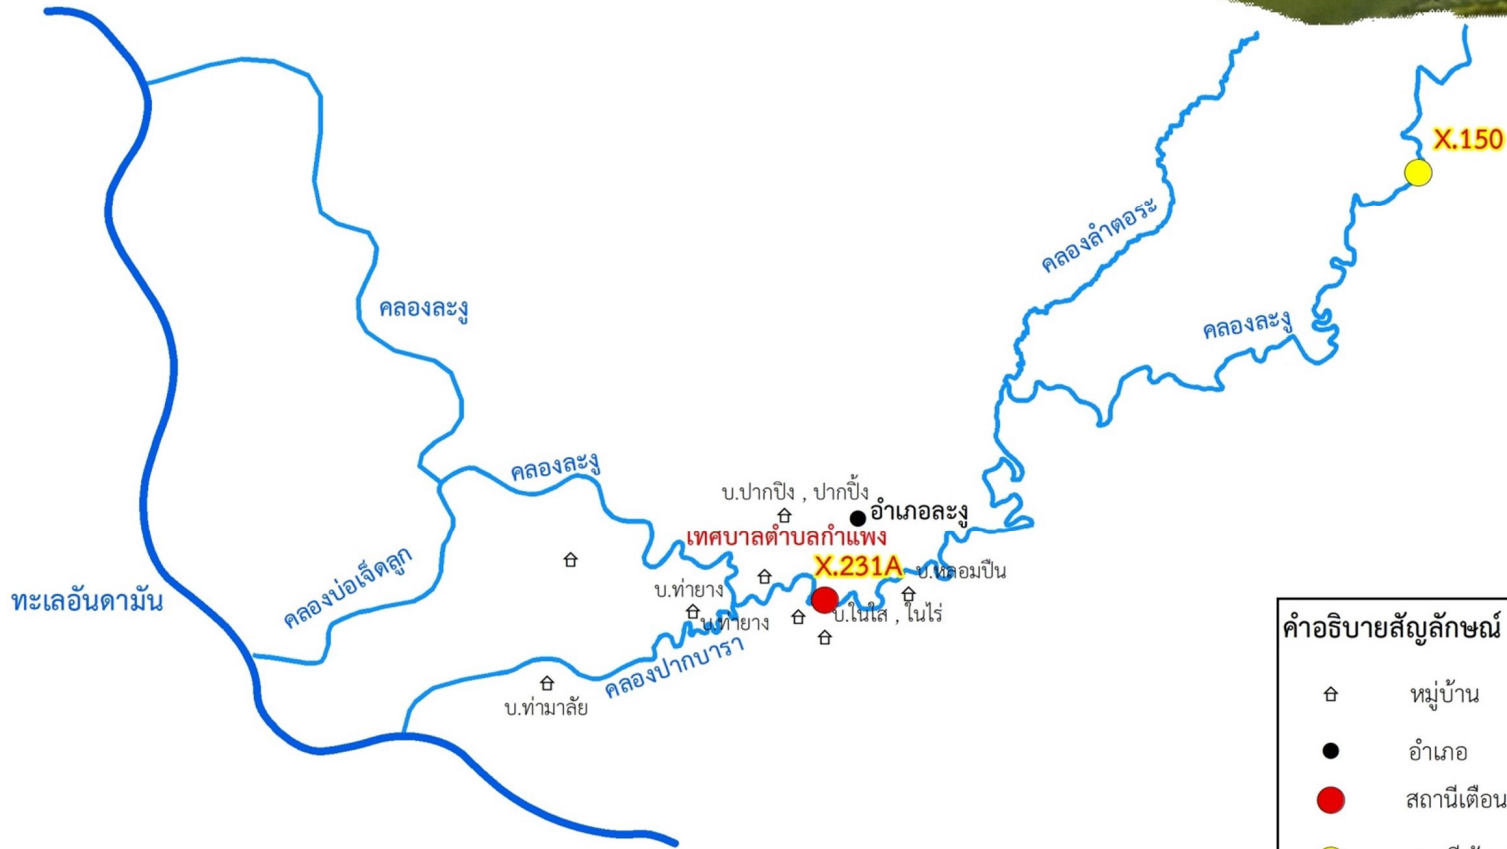 X.150
คลองลำตอระ
คลองละงู
คลองละงู
คลองละงู
บ.ปากปิง , ปากปิ้ง
อำเภอละงู
เทศบาลตำบลกำแพง
X.231A
บ.หลอมปืน
คลองบ่อเจ็ดลูก
บ.ท่ายาง
บ.ท่ายาง
บ.ในใส , ในไร่
ทะเลอันดามัน
คลองปากบารา
บ.ท่ามาลัย
คำอธิบายสัญลักษณ์
หมู่บ้าน
อำเภอ
สถานีเตือน